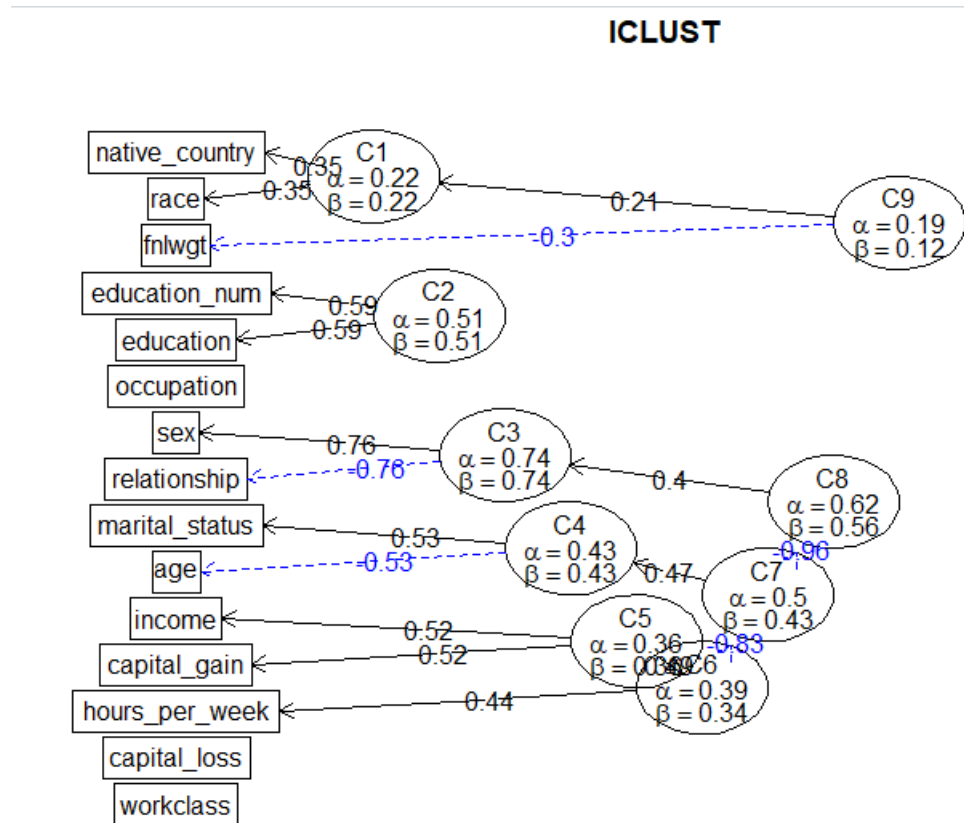 ICLUST
native_country
0.35
C1
α = 0.22
β = 0.22
race
0.35
0.21
C9
α = 0.19
β = 0.12
fnlwgt
-0.3
education_num
0.59
C2
α = 0.51
β = 0.51
education
0.59
occupation
sex
0.76
C3
α = 0.74
β = 0.74
relationship
-0.76
0.4
C8
α = 0.62
β = 0.56
marital_status
0.53
C4
α = 0.43
β = 0.43
-0.96
age
-0.53
0.47
C7
α = 0.5
β = 0.43
income
0.52
C5
α = 0.36
-0.83
capital_gain
0.52
C6
α = 0.39
β = 0.34
hours_per_week
0.44
capital_loss
workclass